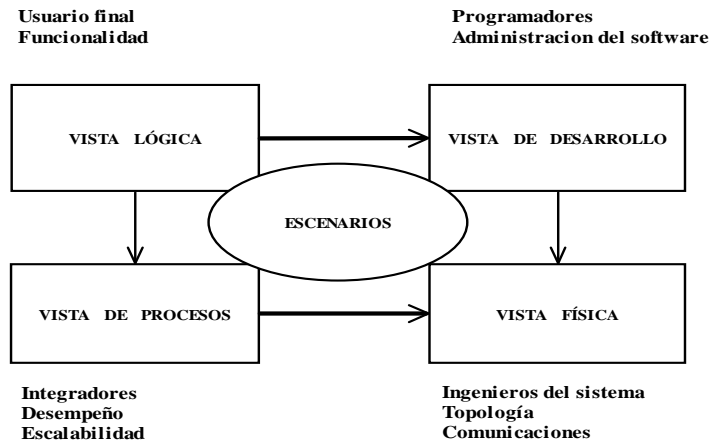 Usuario final
Funcionalidad
Programadores
Administracion del software
VISTA LÓGICA
VISTA DE DESARROLLO
ESCENARIOS
VISTA DE PROCESOS
VISTA FÍSICA
Integradores
Desempeño
Escalabilidad
Ingenieros del sistema
Topología
Comunicaciones